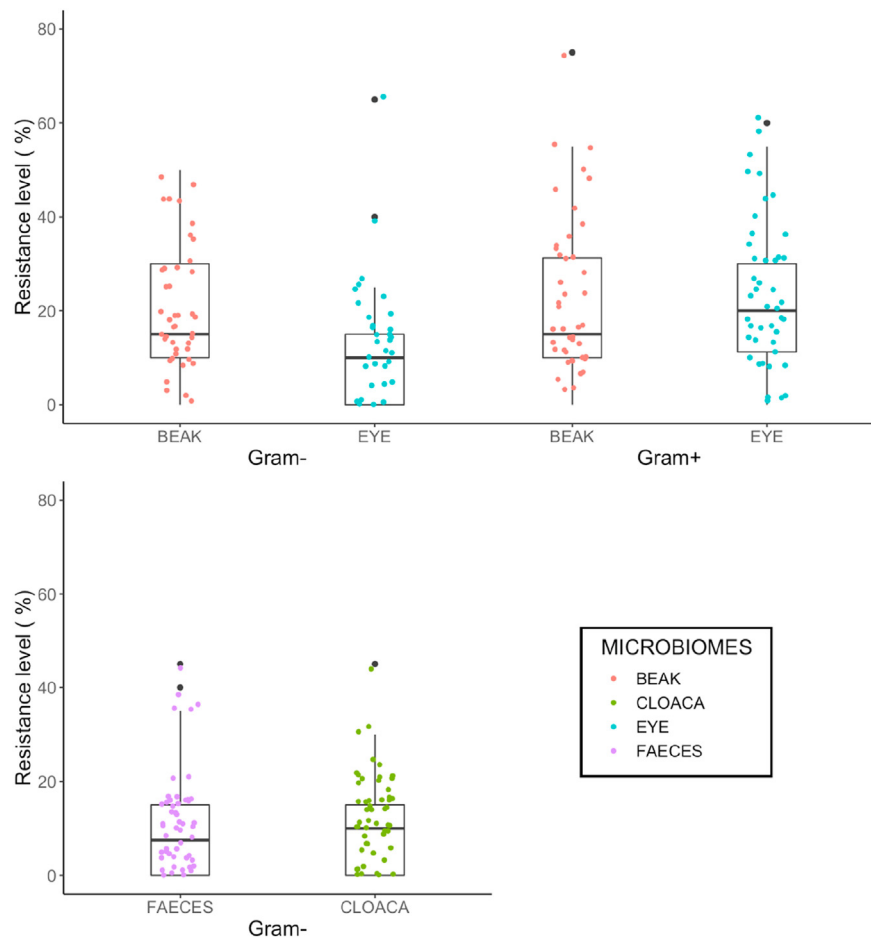 80
60
40
20
0
Resistance level ( %)
BEAK EYE BEAK EYE
Gram- Gram+
80
60
40
20
0
Resistance level ( %)
FAECES CLOACA
Gram-
MICROBIOMES
BEAK
CLOACA
EYE
FAECES